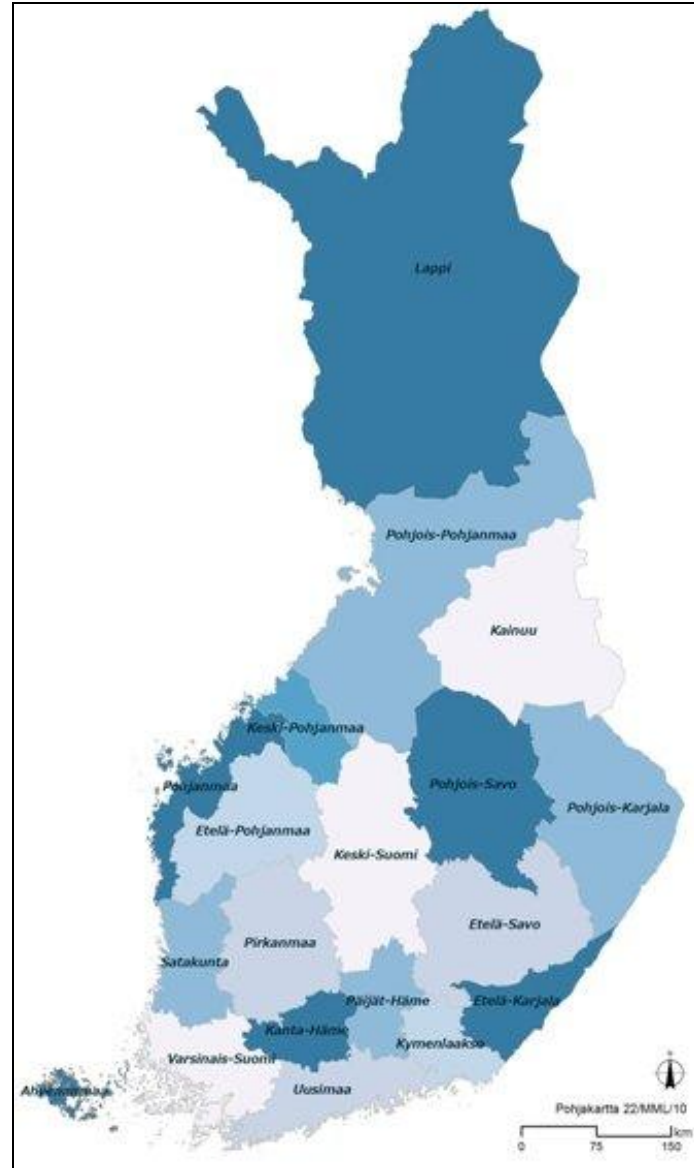 Lappi
Pohjois-Pohjanmaa
Kainuu
Keski-Pohjanmaa
Pohjanmaa
Pohjois-Savo
Pohjois-Karjala
Etelä-Pohjanmaa
Keski-Suomi
Etelä-Savo
Pirkanmaa
Satakunta
Päijät-Häme
Etelä-Karjala
Kanta-Häme
Kymenlaakso
Varsinais-Suomi
Ahvenanmaa
Uusimaa
Pohjakartta 22/MML/10
km
0 75 150